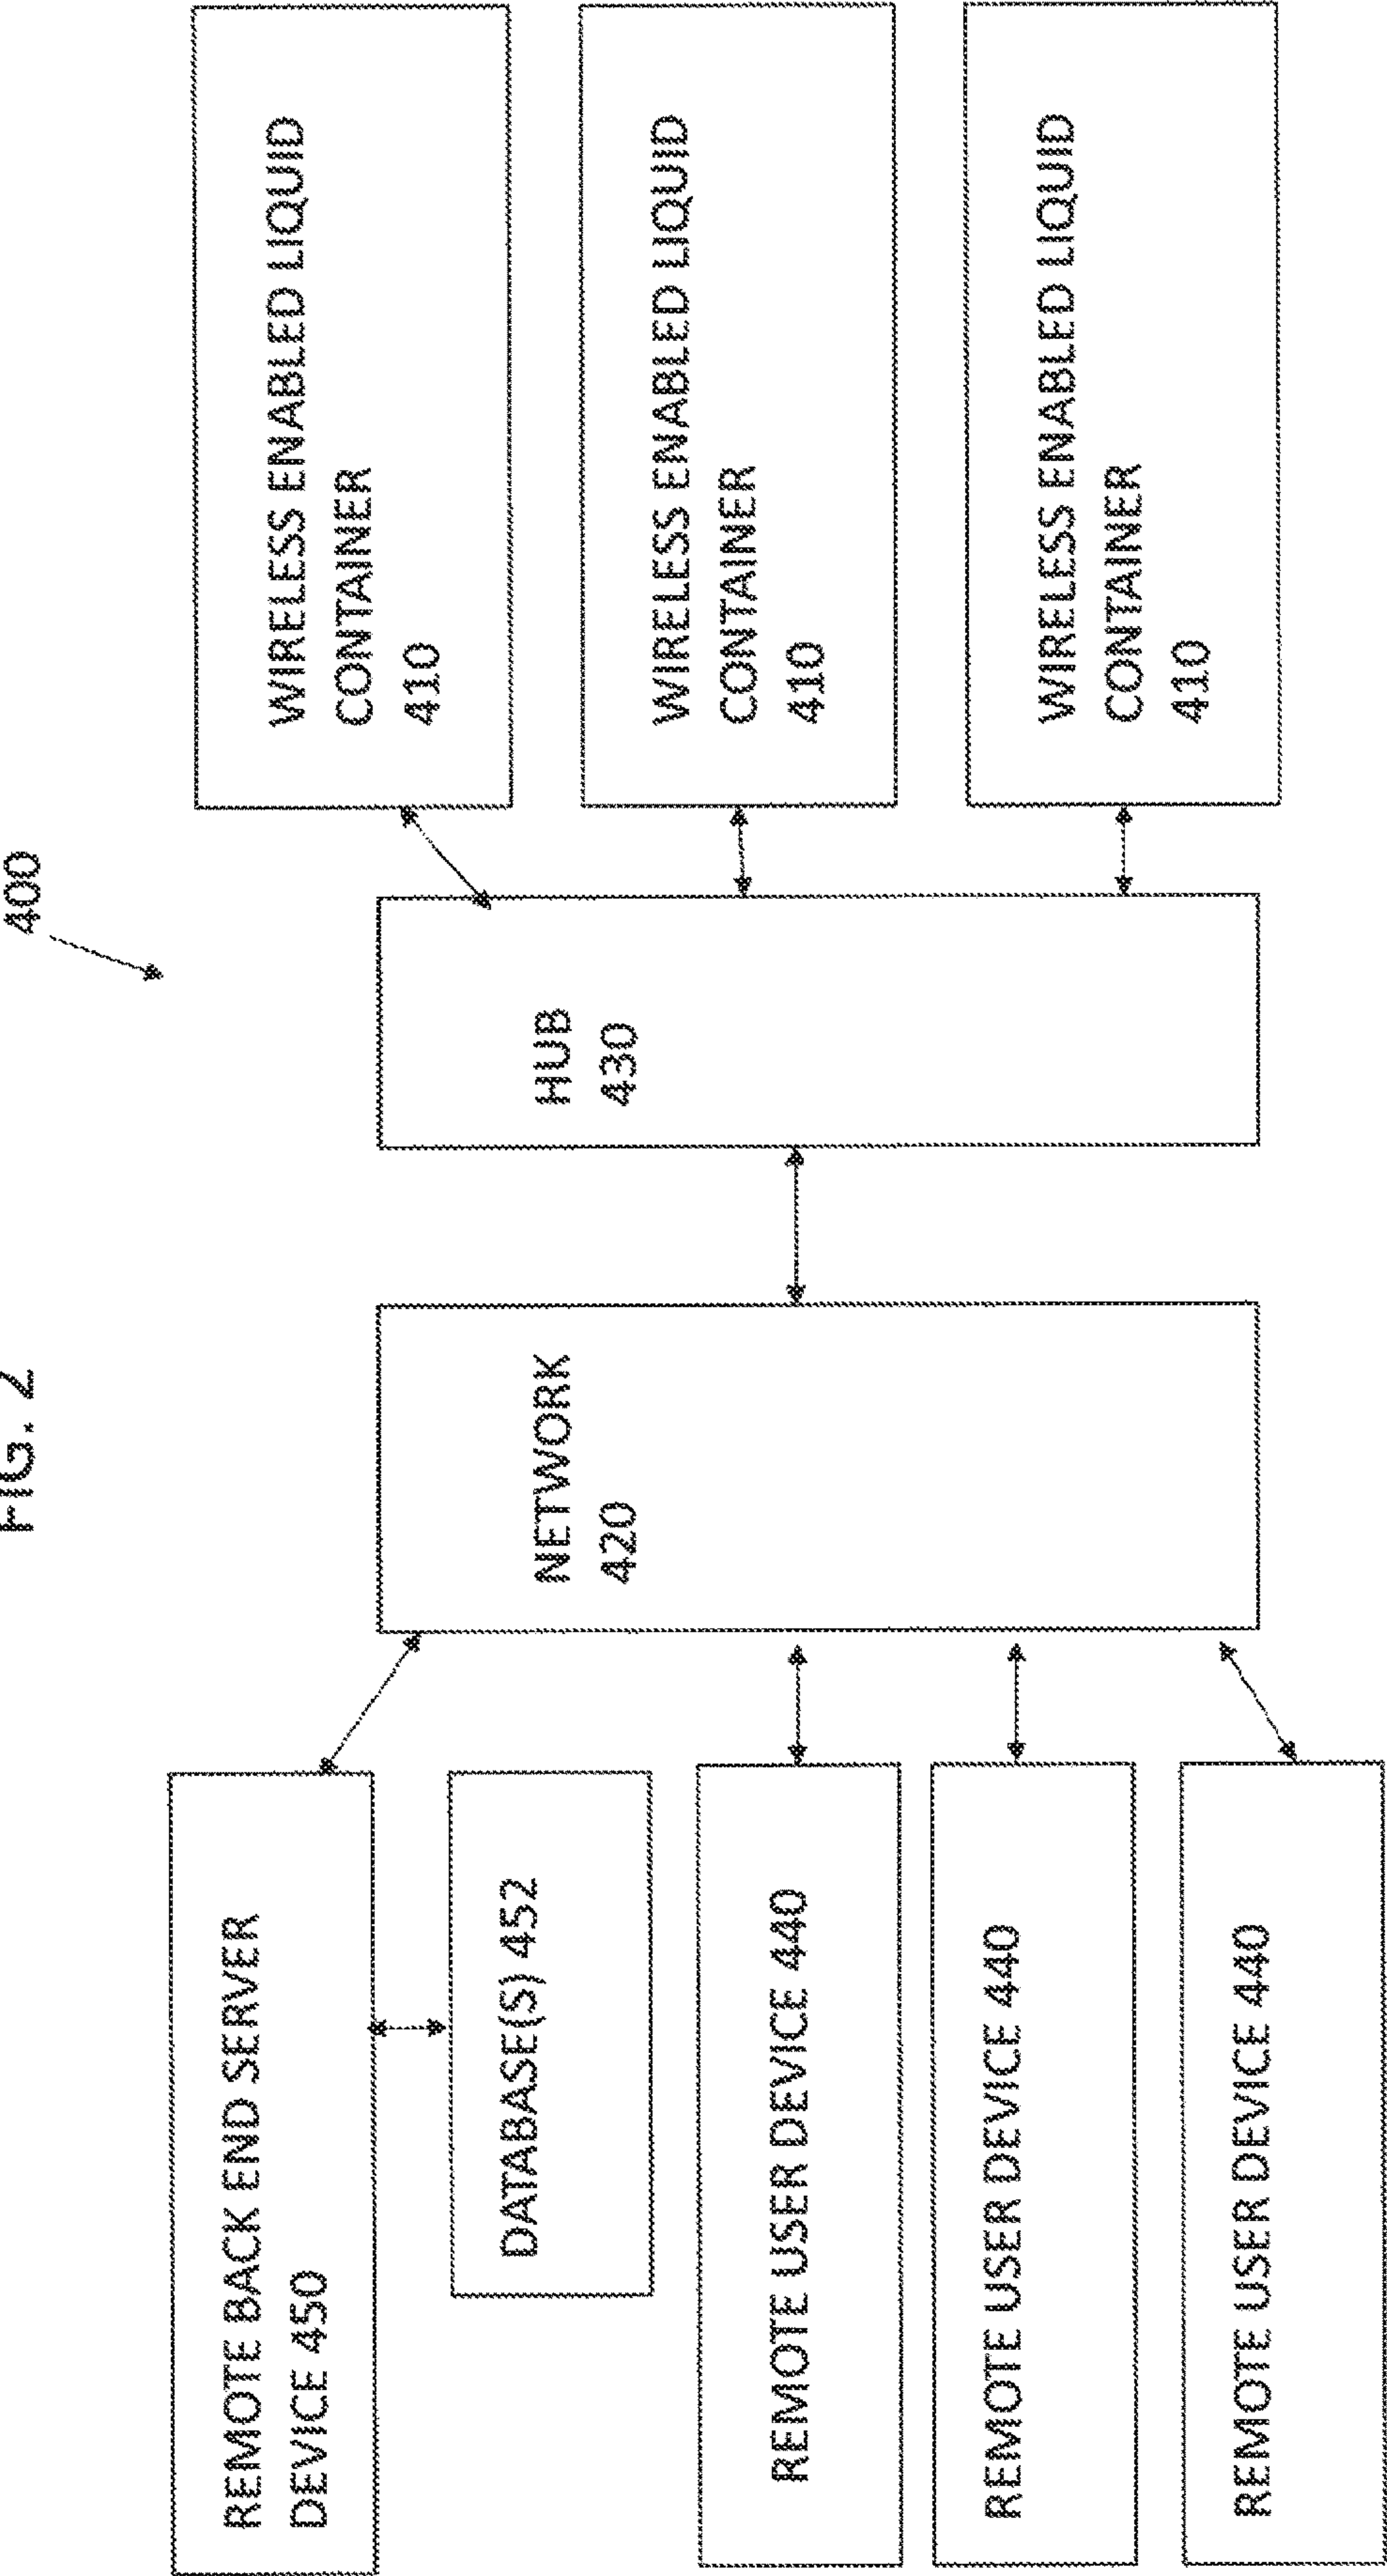 FIG. 2
400
REMOTE BACK END SERVER
DEVICE 450
DATABASE(S) 452
REMOTE USER DEVICE 440
REMOTE USER DEVICE 440
REMOTE USER DEVICE 440
NETWORK
420
HUB
430
WIRELESS ENABLED LIQUID
CONTAINER
410
WIRELESS ENABLED LIQUID
CONTAINER
410
WIRELESS ENABLED LIQUID
CONTAINER
410